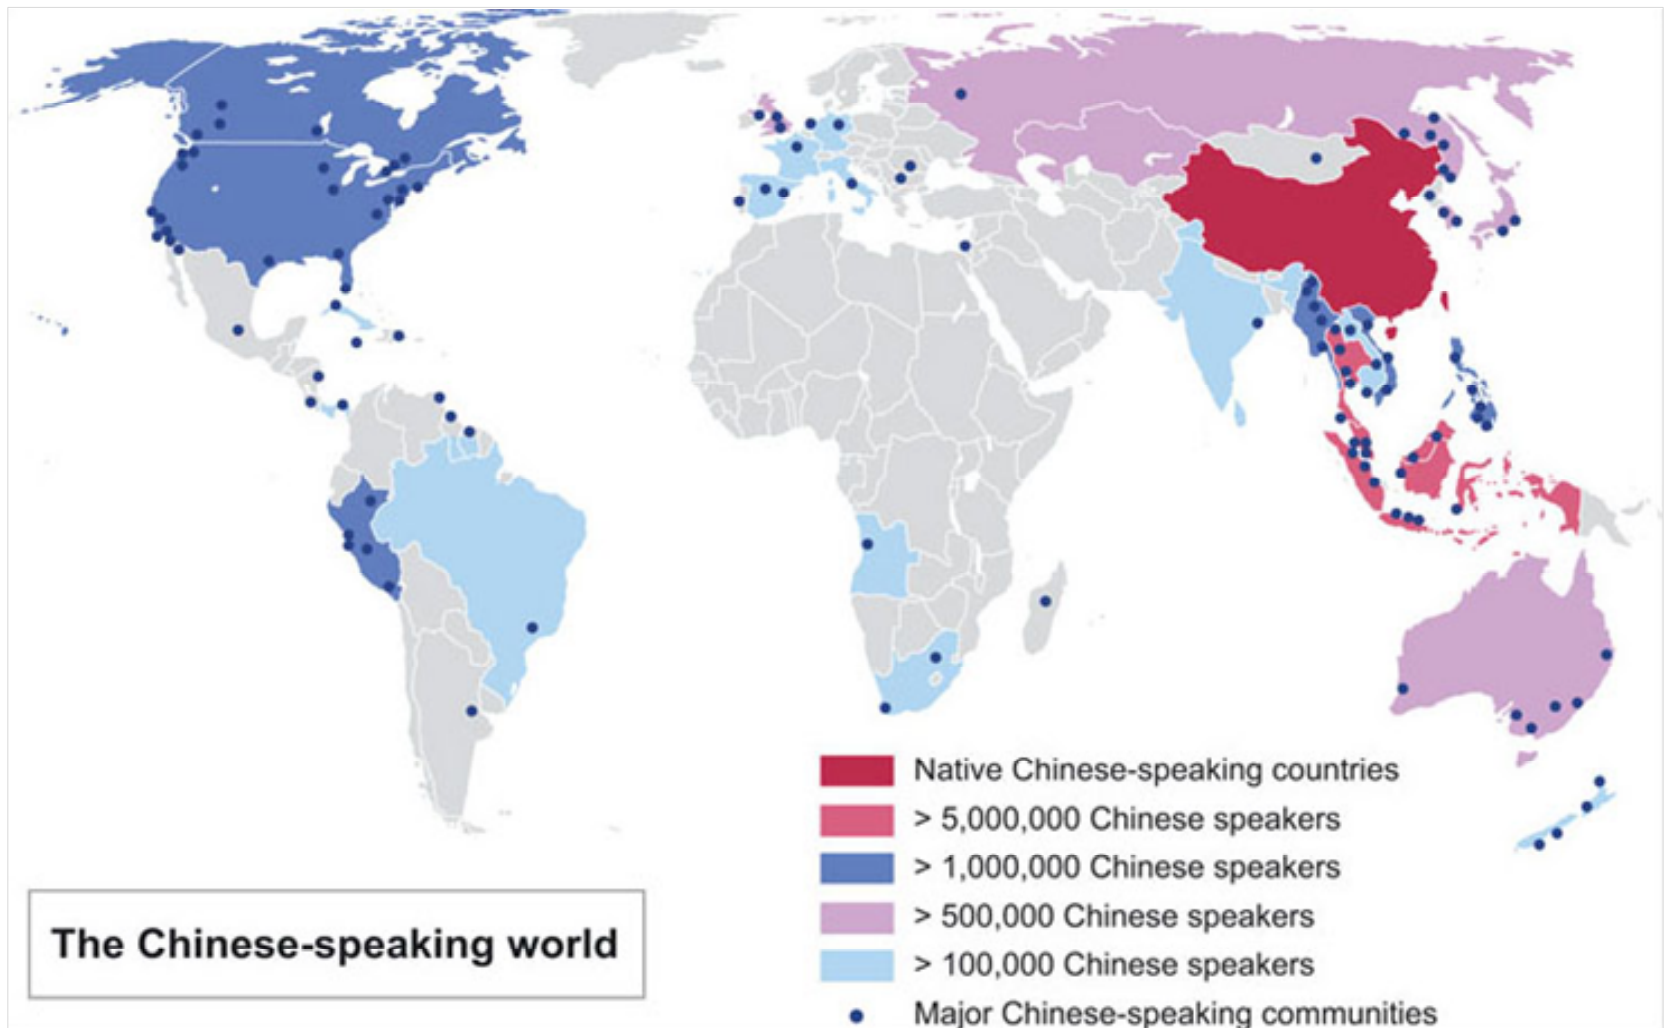 Native Chinese-speaking countries
> 5,000,000 Chinese speakers
> 1,000,000 Chinese speakers
> 500,000 Chinese speakers
> 100,000 Chinese speakers
Major Chinese-speaking communities
The Chinese-speaking world